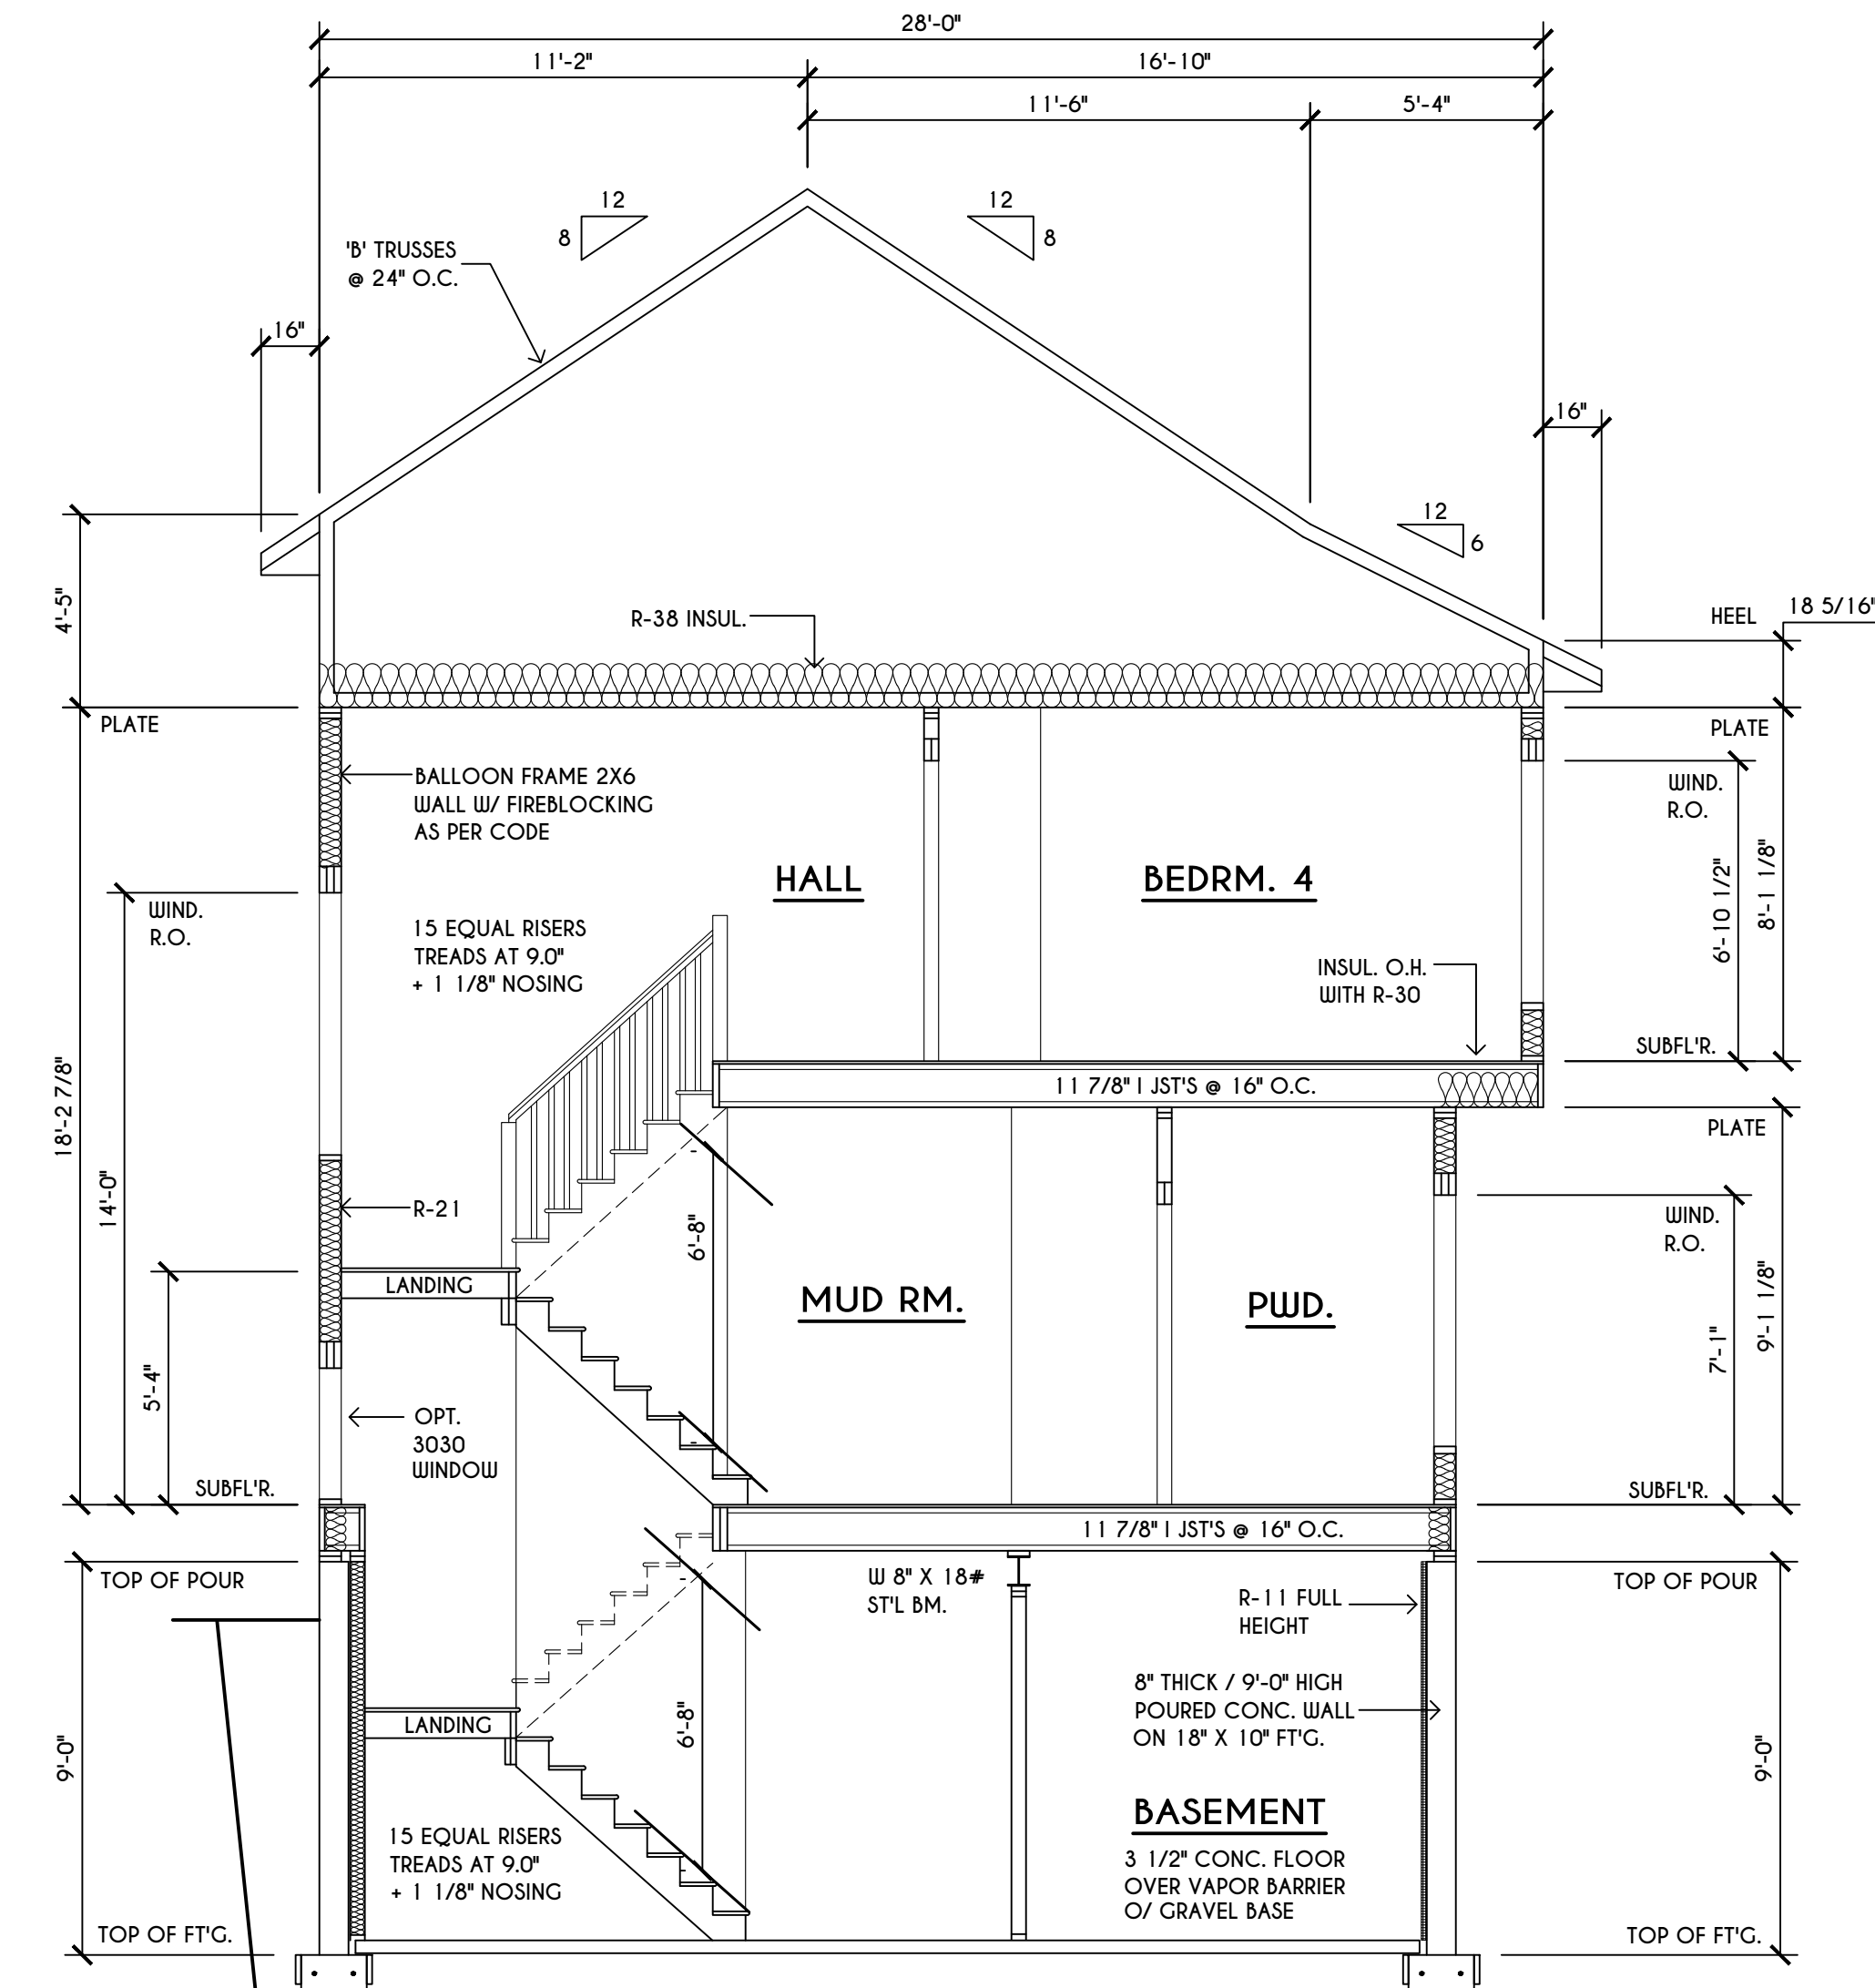 28'-0"
11'-2"
16'-10"
11'-6"
5'-4"
12
8
12
8
'B' TRUSSES
@ 24" O.C.
16"
16"
12
6
4'-5"
R-38 INSUL.
HEEL
18 5/16"
PLATE
PLATE
BALLOON FRAME 2X6
WALL W/ FIREBLOCKING
AS PER CODE
WIND.
R.O.
HALL
BEDRM. 4
6'-10 1/2"
8'-1 1/8"
WIND.
R.O.
15 EQUAL RISERS
TREADS AT 9.0"
+ 1 1/8" NOSING
INSUL. O.H.
WITH R-30
SUBFL'R.
18'-2 7/8"
11 7/8" I JST'S @ 16" O.C.
PLATE
14'-0"
R-21
6'-8"
WIND.
R.O.
LANDING
MUD RM.
PWD.
5'-4"
7'-1"
9'-1 1/8"
OPT.
3030
WINDOW
SUBFL'R.
SUBFL'R.
11 7/8" I JST'S @ 16" O.C.
TOP OF POUR
W 8" X 18#
ST'L BM.
R-11 FULL
HEIGHT
TOP OF POUR
8" THICK / 9'-0" HIGH
POURED CONC. WALL
ON 18" X 10" FT'G.
LANDING
6'-8"
9'-0"
9'-0"
BASEMENT
15 EQUAL RISERS
TREADS AT 9.0"
+ 1 1/8" NOSING
3 1/2" CONC. FLOOR
OVER VAPOR BARRIER
O/ GRAVEL BASE
TOP OF FT'G.
TOP OF FT'G.